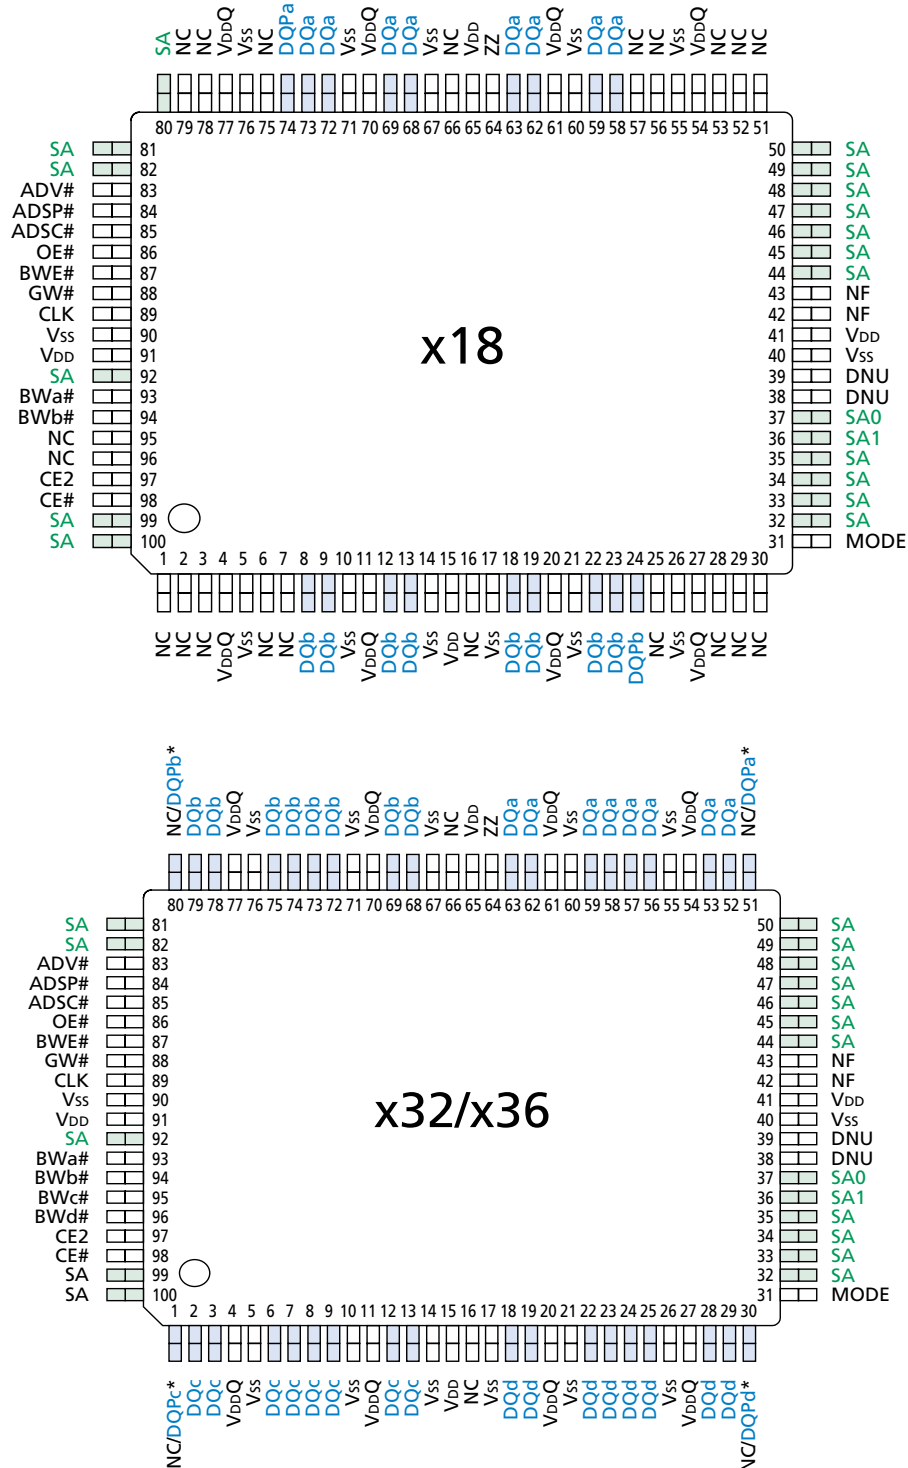 SA NC NC VDDQ VSS NC DQPa DQa DQa VSS VDDQ DQa DQa VSS NC VDD ZZ DQa DQa VDDQ VSS DQa DQa NC NC VSS VDDQ NC NC NC
80 79 78 77 76 75 74 73 72 71 70 69 68 67 66 65 64 63 62 61 60 59 58 57 56 55 54 53 52 51
SA 81 50 SA
SA 82 49 SA
ADV# 83 48 SA
ADSP# 84 47 SA
ADSC# 85 46 SA
OE# 86 45 SA
BWE# 87 44 SA
GW# 88 43 NF
CLK 89 42 NF
VSS 90 41 VDD
x18
VDD 91 40 VSS
SA 92 39 DNU
BWa# 93 38 DNU
BWb# 94 37 SA0
NC 95 36 SA1
NC 96 35 SA
CE2 97 34 SA
CE# 98 33 SA
SA 99 32 SA
SA 100 31 MODE
1 2 3 4 5 6 7 8 9 10 11 12 13 14 15 16 17 18 19 20 21 22 23 24 25 26 27 28 29 30
NC NC NC VDDQ VSS NC NC DQb DQb VSS VDDQ DQb DQb VSS VDD NC VSS DQb DQb VDDQ VSS DQb DQb DQPb NC VSS VDDQ NC NC NC
NC/DQPb* DQb DQb VDDQ VSS DQb DQb DQb DQb VSS VDDQ DQb DQb VSS NC VDD ZZ DQa DQa VDDQ VSS DQa DQa DQa DQa VSS VDDQ DQa DQa NC/DQPa*
80 79 78 77 76 75 74 73 72 71 70 69 68 67 66 65 64 63 62 61 60 59 58 57 56 55 54 53 52 51
SA 81 50 SA
SA 82 49 SA
ADV# 83 48 SA
ADSP# 84 47 SA
ADSC# 85 46 SA
OE# 86 45 SA
BWE# 87 44 SA
GW# 88 43 NF
CLK 89 42 NF
VSS 90 41 VDD
x32/x36
VDD 91 40 VSS
SA 92 39 DNU
BWa# 93 38 DNU
BWb# 94 37 SA0
BWc# 95 36 SA1
BWd# 96 35 SA
CE2 97 34 SA
CE# 98 33 SA
SA 99 32 SA
SA 100 31 MODE
1 2 3 4 5 6 7 8 9 10 11 12 13 14 15 16 17 18 19 20 21 22 23 24 25 26 27 28 29 30
NC/DQPc* DQc DQc VDDQ VSS DQc DQc DQc DQc VSS VDDQ DQc DQc VSS VDD NC VSS DQd DQd VDDQ VSS DQd DQd DQd DQd VSS VDDQ DQd DQd NC/DQPd*